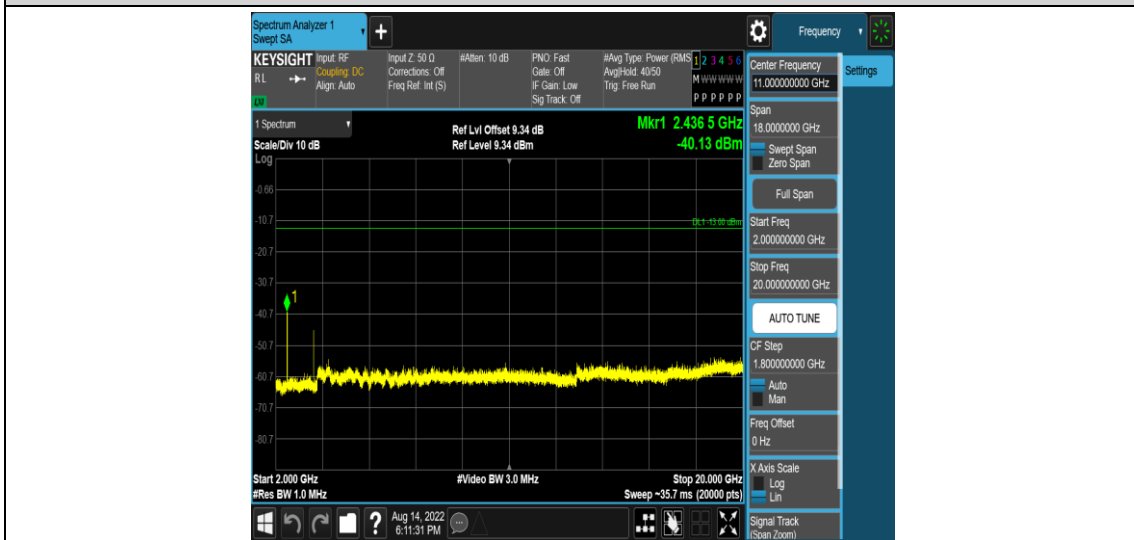 Spectrum Analyzer 1
Swept SA
+
Frequency
KEYSIGHT
RL
LXI
Input: RF
Coupling: DC
Align: Auto
Input Z: 50 Ω
Corrections: Off
Freq Ref: Int (S)
#Atten: 10 dB
PNO: Fast
Gate: Off
IF Gain: Low
Sig Track: Off
#Avg Type: Power (RMS
Avg|Hold: 40/50
Trig: Free Run
1 2 3 4 5 6
M W W W W W
P P P P P P
Center Frequency
11.000000000 GHz
Settings
1 Spectrum
Scale/Div 10 dB
Log
Ref Lvl Offset 9.34 dB
Ref Level 9.34 dBm
Mkr1 2.436 5 GHz
-40.13 dBm
Span
18.0000000 GHz
Swept Span
Zero Span
Full Span
Start Freq
2.000000000 GHz
Stop Freq
20.000000000 GHz
AUTO TUNE
CF Step
1.800000000 GHz
Auto
Man
Freq Offset
0 Hz
X Axis Scale
Log
Lin
Signal Track
(Span Zoom)
-0.66
-10.7
DL1 -13.00 dBm
-20.7
-30.7
1
-40.7
-50.7
-60.7
-70.7
-80.7
Start 2.000 GHz
#Res BW 1.0 MHz
#Video BW 3.0 MHz
Stop 20.000 GHz
Sweep ~35.7 ms (20000 pts)
?
Aug 14, 2022
6:11:31 PM